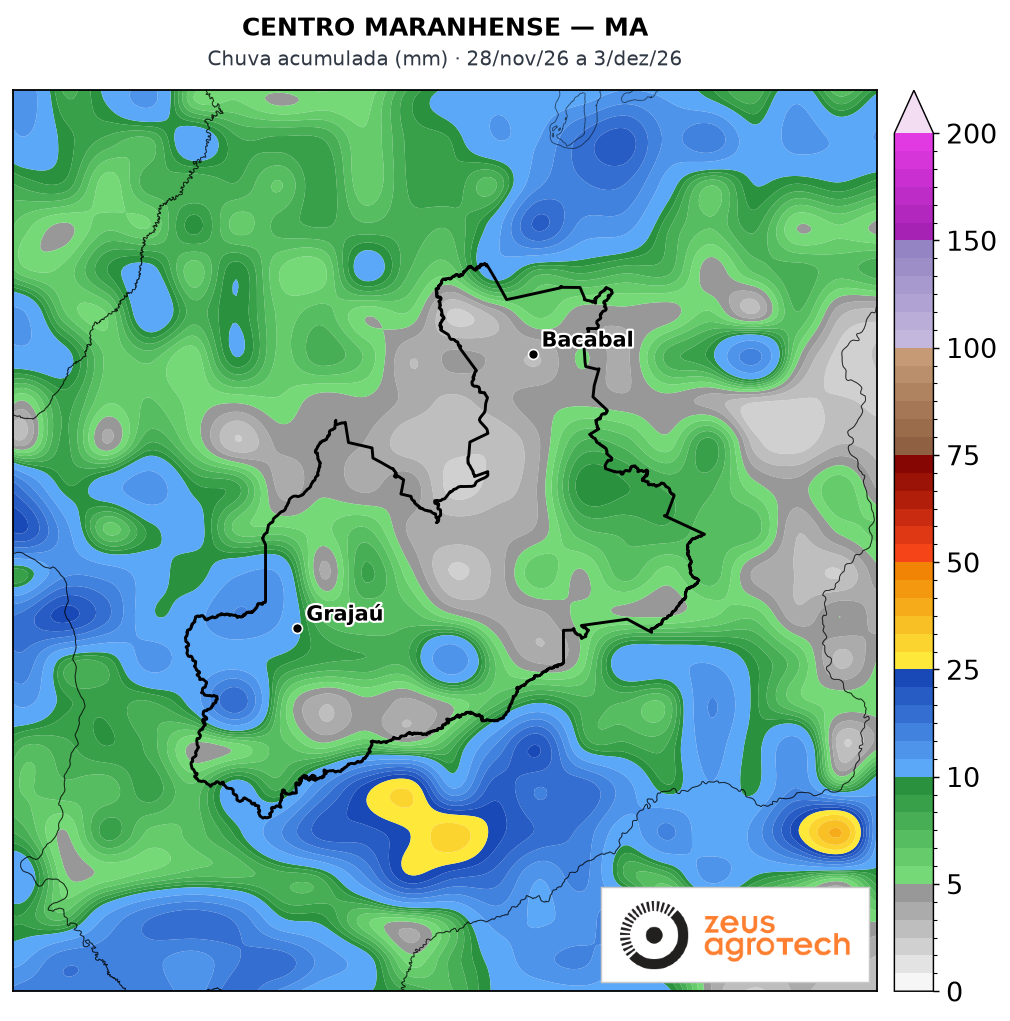 CENTRO MARANHENSE — MA
Chuva acumulada (mm) · 28/nov/26 a 3/dez/26
200
150
100
75
50
25
10
5
0
Bacabal
Grajaú
zeus
agrotech